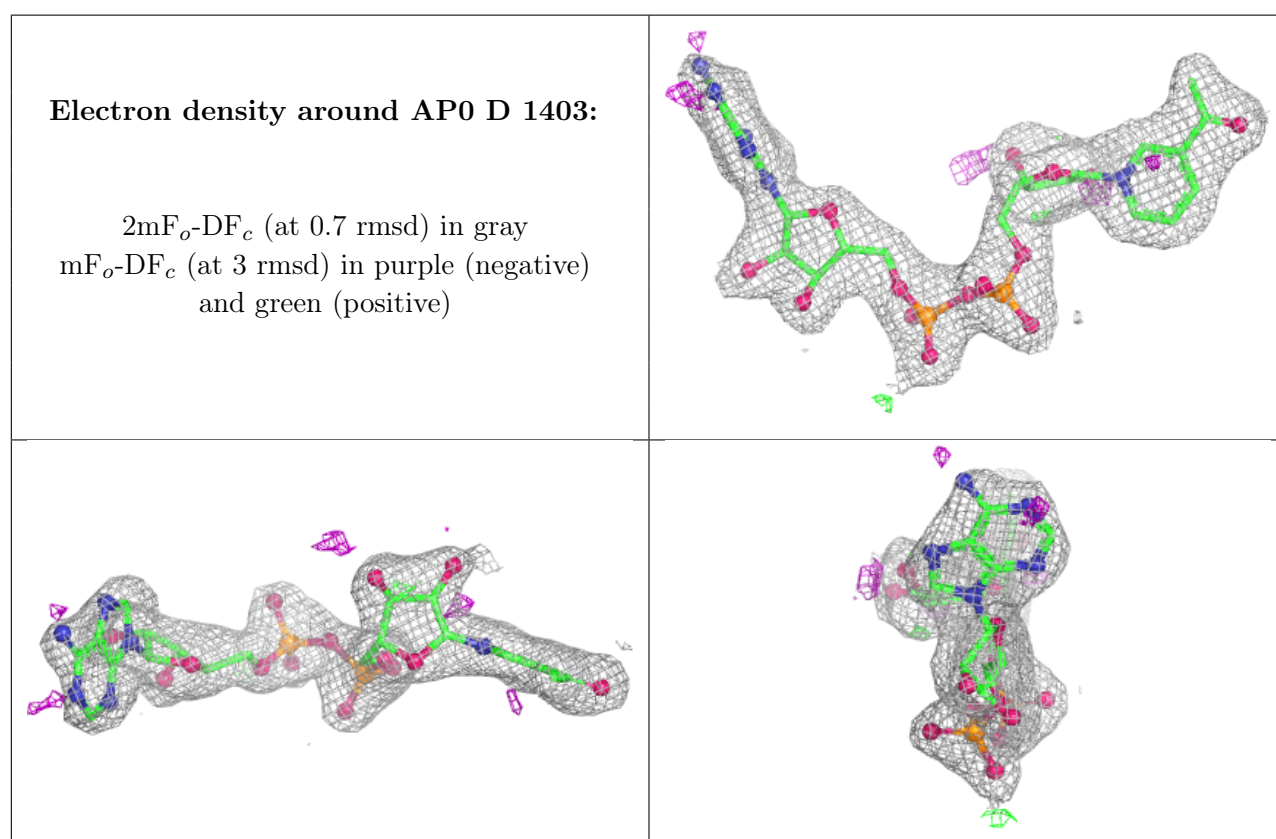 Electron density around AP0 D 1403:
2mFo-DFc (at 0.7 rmsd) in gray
mFo-DFc (at 3 rmsd) in purple (negative)
and green (positive)